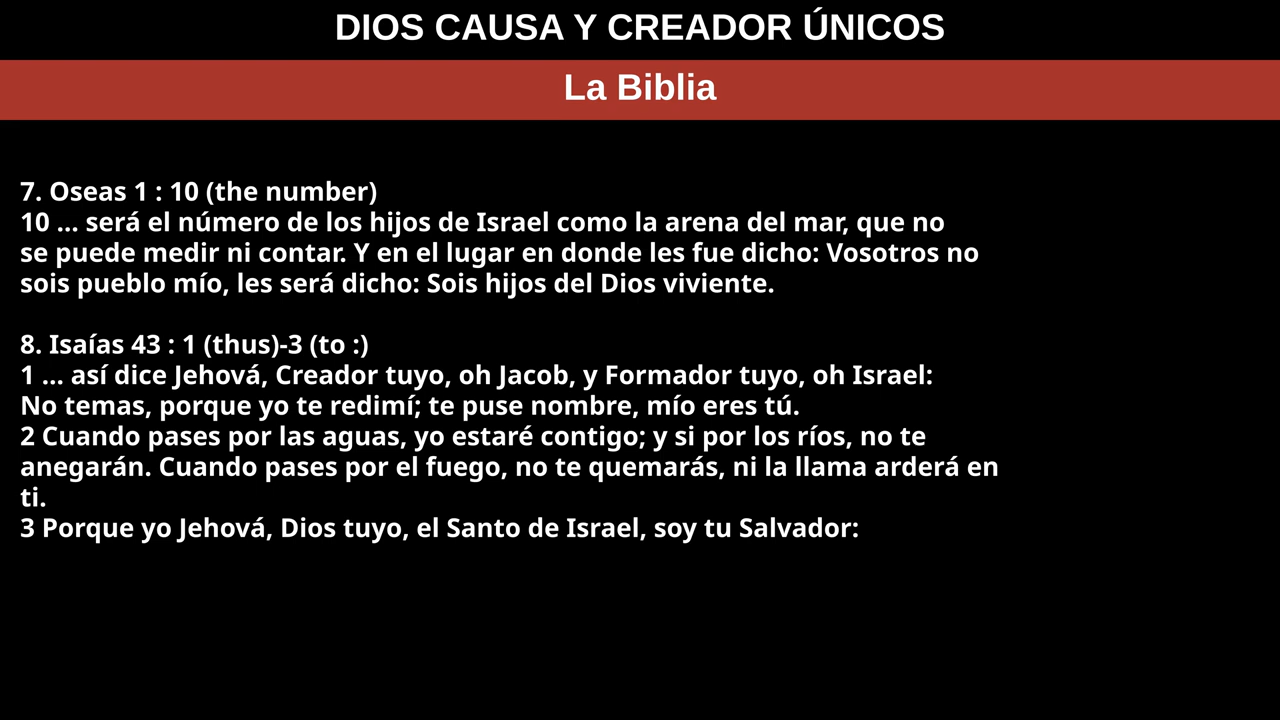 DIOS CAUSA Y CREADOR ÚNICOS
La Biblia
7. Oseas 1 : 10 (the number)
10 ... será el número de los hijos de Israel como la arena del mar, que no
se puede medir ni contar. Y en el lugar en donde les fue dicho: Vosotros no
sois pueblo mío, les será dicho: Sois hijos del Dios viviente.
8. Isaías 43 : 1 (thus)-3 (to :)
1 ... así dice Jehová, Creador tuyo, oh Jacob, y Formador tuyo, oh Israel:
No temas, porque yo te redimí; te puse nombre, mío eres tú.
2 Cuando pases por las aguas, yo estaré contigo; y si por los ríos, no te
anegarán. Cuando pases por el fuego, no te quemarás, ni la llama arderá en
ti.
3 Porque yo Jehová, Dios tuyo, el Santo de Israel, soy tu Salvador: